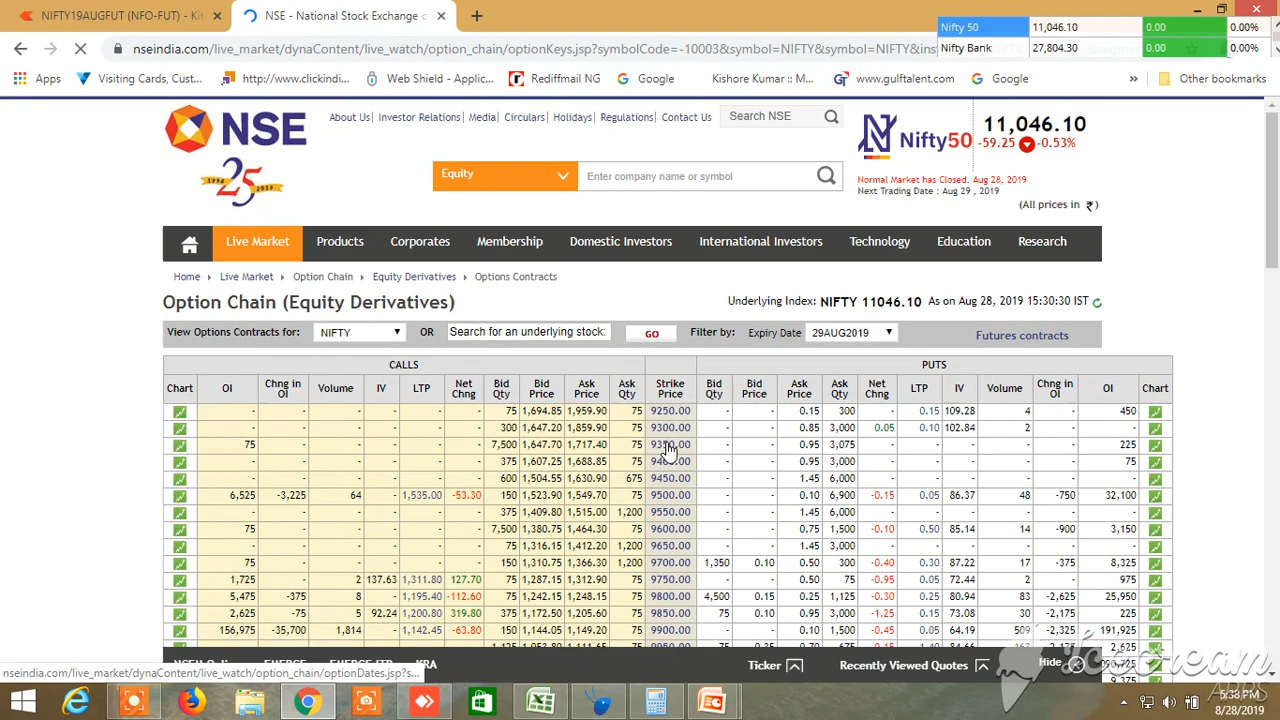 NIFTY19AUGFUT (NFO-FUT) - Kit
NSE - National Stock Exchange o
Nifty 50 11,046.10 0.00 0.00%
Nifty Bank 27,804.30 0.00 0.00%
nseindia.com/live_market/dynaContent/live_watch/option_chain/optionKeys.jsp?symbolCode=-10003&symbol=NIFTY&symbol=NIFTY&ins
Apps Visiting Cards, Cust... http://www.clickindi... Web Shield - Applic... Rediffmail NG Google Kishore Kumar :: M... www.gulftalent.com Google » Other bookmarks
NSE
1994 25 2019
About Us Investor Relations Media Circulars Holidays Regulations Contact Us Search NSE
Equity Enter company name or symbol
Nifty50 11,046.10
-59.25 -0.53%
Normal Market has Closed. Aug 28, 2019
Next Trading Date : Aug 29 , 2019
(All prices in ₹ )
Live Market Products Corporates Membership Domestic Investors International Investors Technology Education Research
Home Live Market Option Chain Equity Derivatives Options Contracts
Option Chain (Equity Derivatives) Underlying Index: NIFTY 11046.10 As on Aug 28, 2019 15:30:30 IST
View Options Contracts for: NIFTY OR Search for an underlying stock: GO Filter by: Expiry Date 29AUG2019 Futures contracts
CALLS PUTS
Chart OI Chng in OI Volume IV LTP Net Chng Bid Qty Bid Price Ask Price Ask Qty Strike Price Bid Qty Bid Price Ask Price Ask Qty Net Chng LTP IV Volume Chng in OI OI Chart
- - - - - - 75 1,694.85 1,959.90 75 9250.00 - - 0.15 300 - 0.15 109.28 4 - 450
- - - - - - 300 1,647.20 1,859.90 75 9300.00 - - 0.85 3,000 0.05 0.10 102.84 2 - -
75 - - - - - 7,500 1,647.70 1,717.40 75 9350.00 - - 0.95 3,075 - - - - - 225
- - - - - - 375 1,607.25 1,688.85 75 9400.00 - - 0.95 3,000 - - - - - 75
- - - - - - 600 1,504.55 1,630.90 675 9450.00 - - 1.45 6,000 - - - - - -
6,525 -3,225 64 - 1,535.00 -53.30 150 1,523.90 1,549.70 75 9500.00 - - 0.10 6,900 -0.15 0.05 86.37 48 -750 32,100
- - - - - - 375 1,409.80 1,515.00 1,200 9550.00 - - 1.45 6,000 - - - - - -
75 - - - - - 7,500 1,380.75 1,464.30 75 9600.00 - - 0.75 1,500 -0.10 0.50 85.14 14 -900 3,150
- - - - - - 75 1,316.15 1,412.20 1,200 9650.00 - - 1.45 3,000 - - - - - -
75 - - - - - 150 1,310.75 1,366.30 1,200 9700.00 1,350 0.10 0.50 300 -0.40 0.30 87.22 17 -375 8,325
1,725 - 2 137.63 1,311.80 127.70 75 1,287.15 1,312.90 75 9750.00 - - 0.50 75 -0.95 0.05 72.44 2 - 975
5,475 -375 8 - 1,195.40 -112.60 75 1,242.15 1,248.15 75 9800.00 4,500 0.15 0.25 1,125 -0.30 0.25 80.94 83 -2,625 25,950
2,625 -75 5 92.24 1,200.80 319.80 375 1,172.50 1,205.60 75 9850.00 75 0.10 0.95 3,000 -1.25 0.15 73.08 30 -2,175 225
156,975 -35,700 1,814 - 1,142.45 -63.80 150 1,144.05 1,149.20 75 9900.00 - - 0.10 1,500 -0.45 0.05 64.19 509 -2,325 191,925
2,625
KRA Ticker Recently Viewed Quotes Hide
nseindia.com/live_market/dynaContent/live_watch/option_chain/optionDates.jsp?s...
Icecream
APPS
5:33 PM
8/28/2019